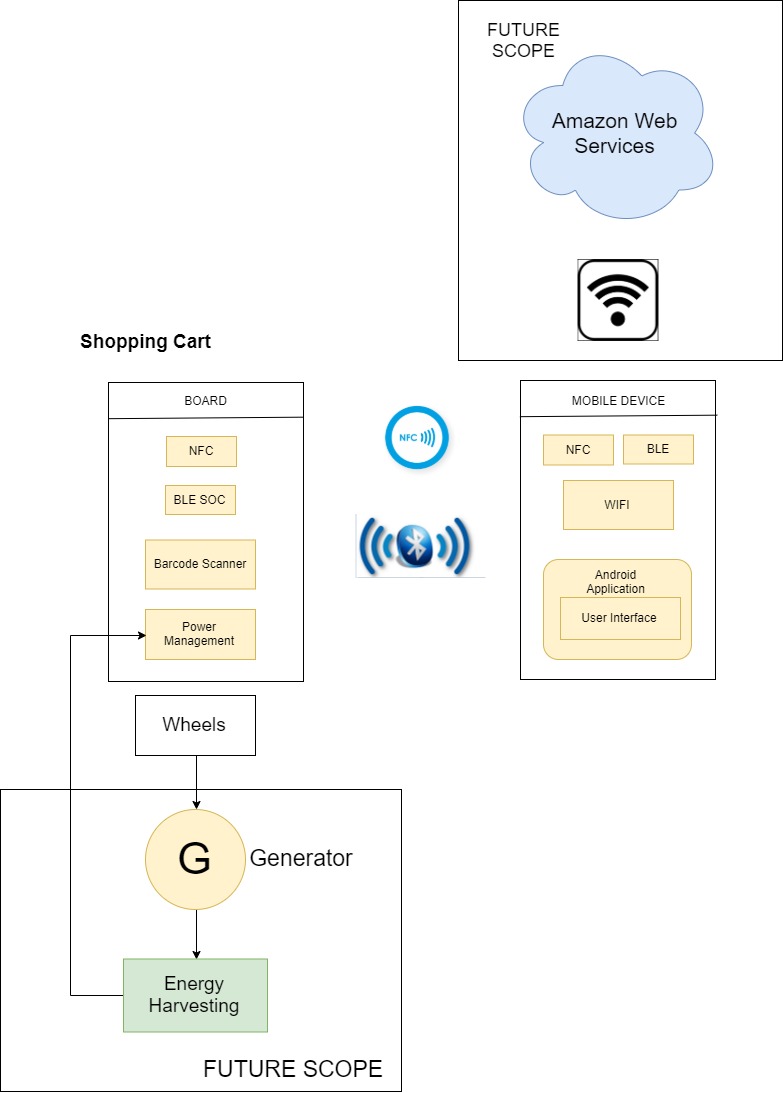 FUTURE
SCOPE
Amazon Web
Services
Shopping Cart
BOARD
NFC
BLE SOC
Barcode Scanner
Power
Management
NFC
MOBILE DEVICE
NFC
BLE
WIFI
Android
Application
User Interface
Wheels
G
Generator
Energy
Harvesting
FUTURE SCOPE